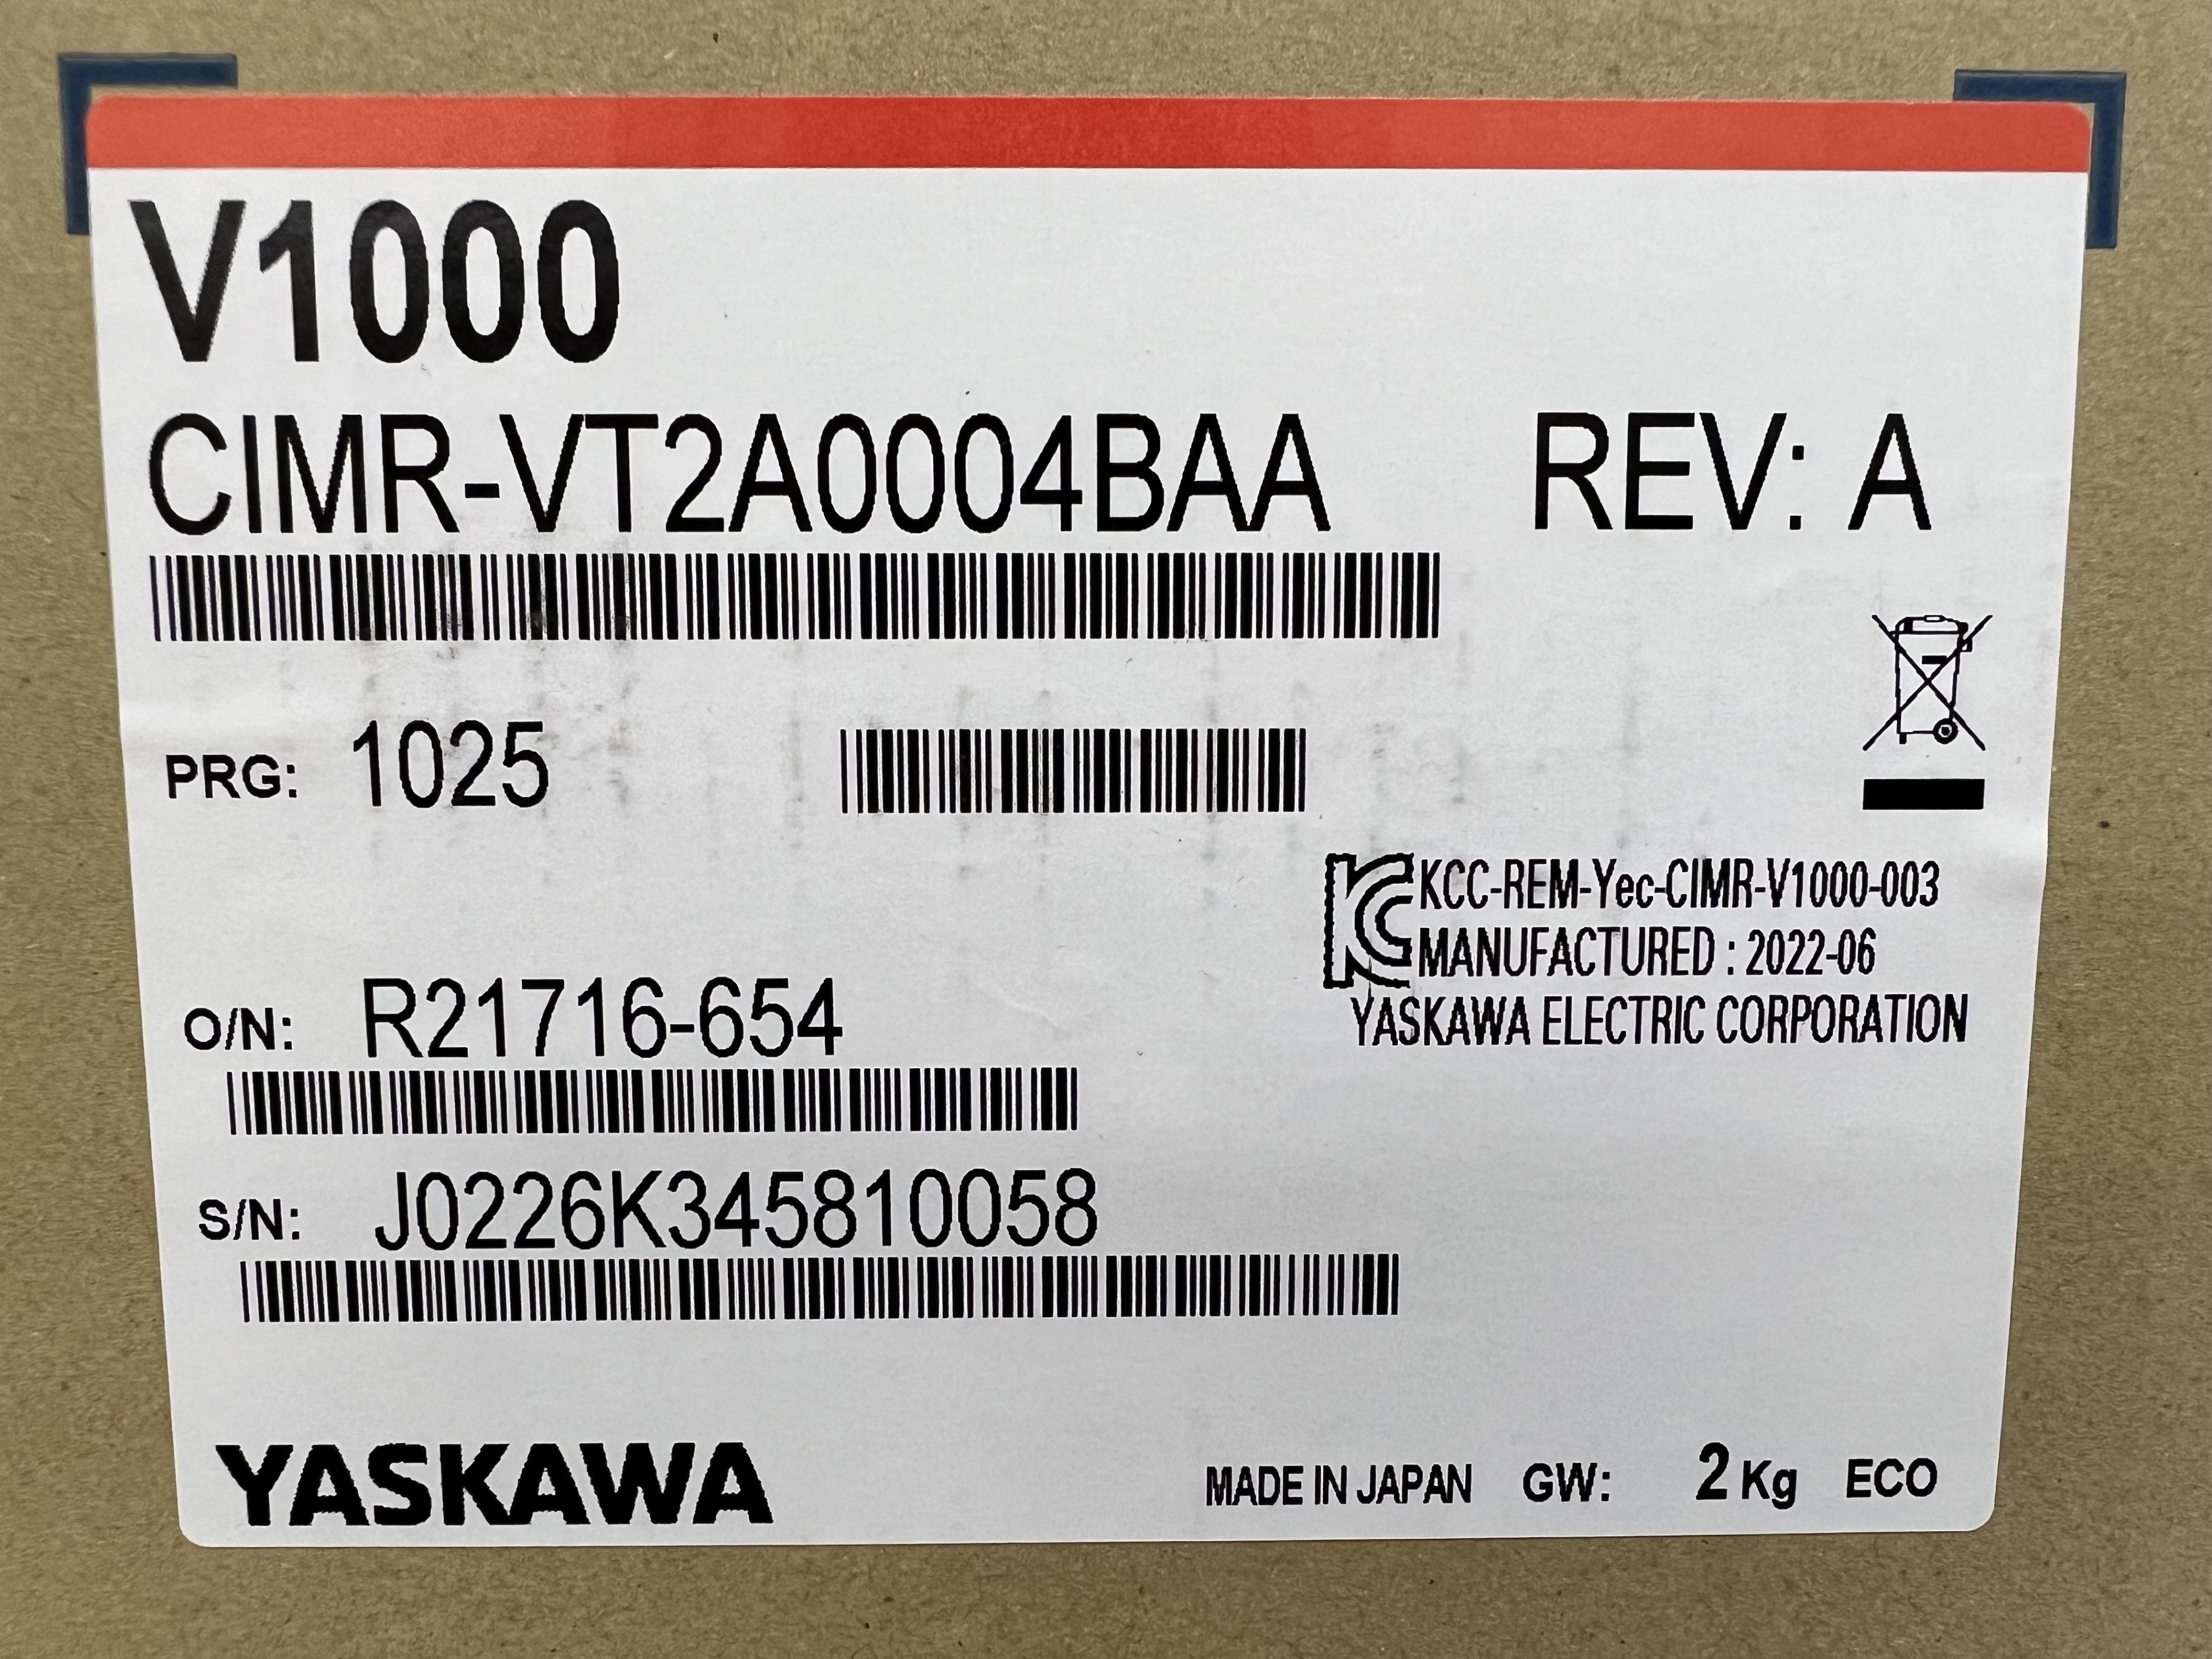 V1000
CIMR-VT2A0004BAA REV: A
PRG: 1025
KCC-REM-Yec-CIMR-V1000-003
MANUFACTURED : 2022-06
YASKAWA ELECTRIC CORPORATION
O/N: R21716-654
S/N: J0226K345810058
YASKAWA MADE IN JAPAN GW: 2 Kg ECO